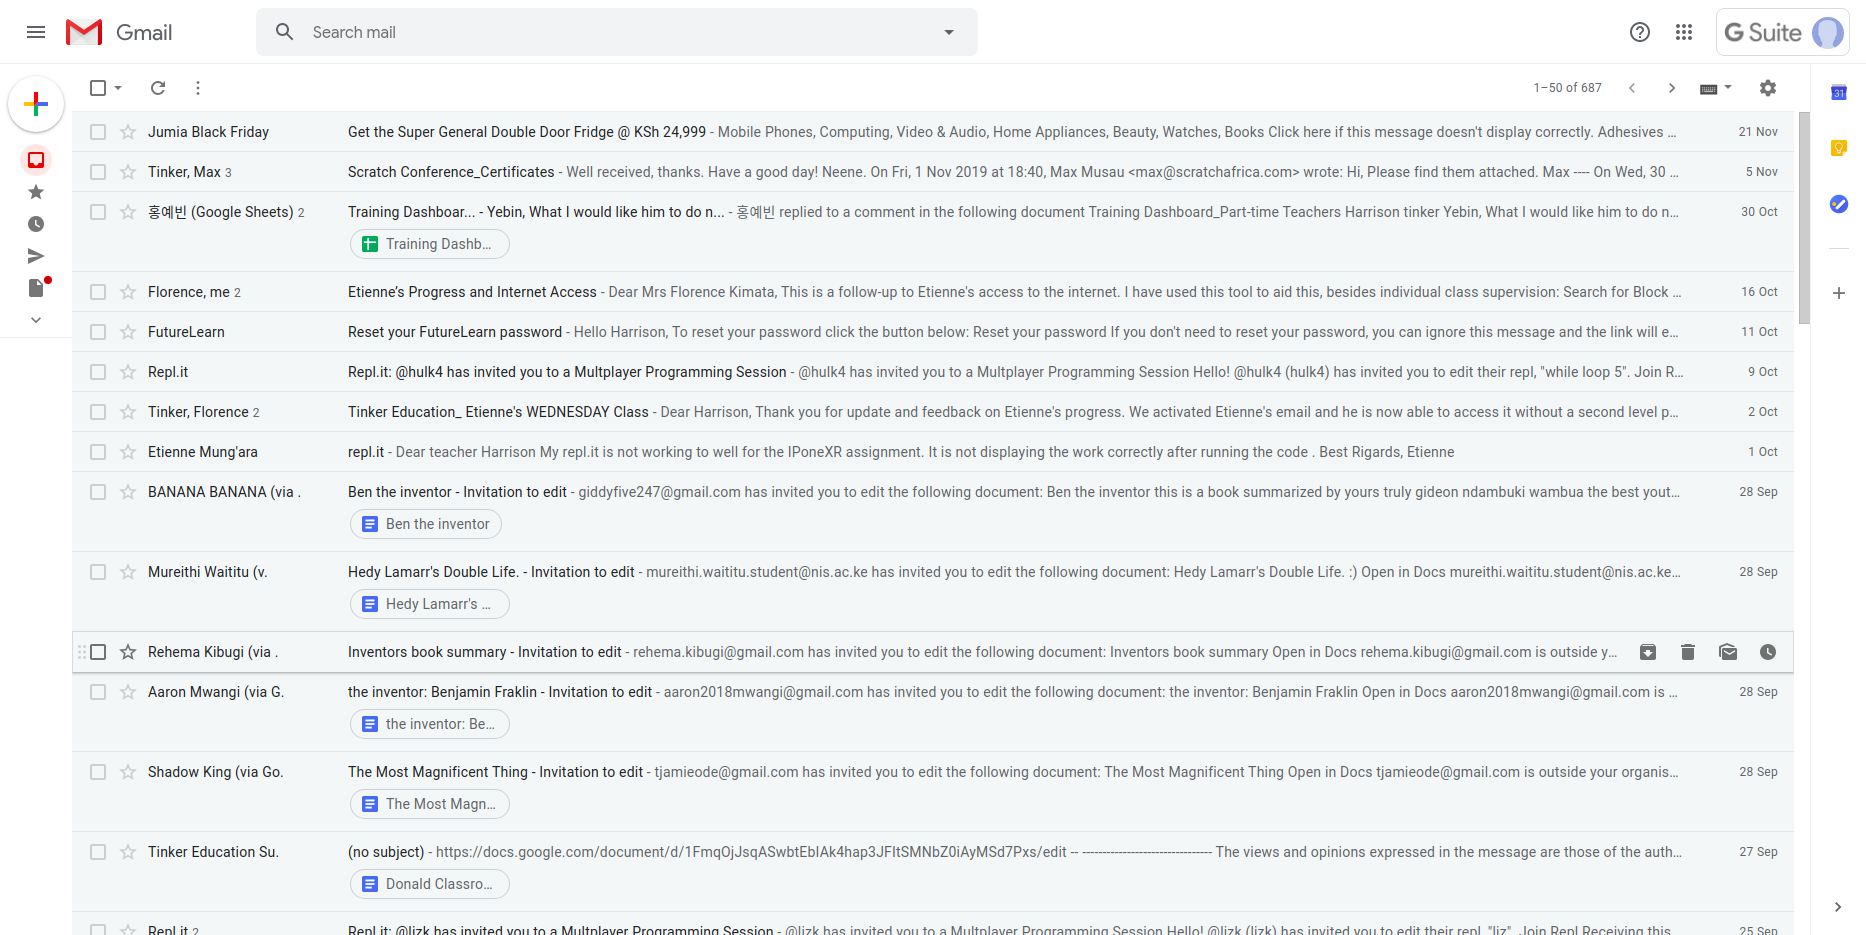 Gmail
Search mail
G Suite
1–50 of 687
31
Jumia Black Friday Get the Super General Double Door Fridge @ KSh 24,999 - Mobile Phones, Computing, Video & Audio, Home Appliances, Beauty, Watches, Books Click here if this message doesn't display correctly. Adhesives ... 21 Nov
Tinker, Max 3 Scratch Conference_Certificates - Well received, thanks. Have a good day! Neene. On Fri, 1 Nov 2019 at 18:40, Max Musau <max@scratchafrica.com> wrote: Hi, Please find them attached. Max ---- On Wed, 30 ... 5 Nov
홍예빈 (Google Sheets) 2 Training Dashboar... - Yebin, What I would like him to do n... - 홍예빈 replied to a comment in the following document Training Dashboard_Part-time Teachers Harrison tinker Yebin, What I would like him to do n... 30 Oct
Training Dashb...
Florence, me 2 Etienne’s Progress and Internet Access - Dear Mrs Florence Kimata, This is a follow-up to Etienne's access to the internet. I have used this tool to aid this, besides individual class supervision: Search for Block ... 16 Oct
FutureLearn Reset your FutureLearn password - Hello Harrison, To reset your password click the button below: Reset your password If you don't need to reset your password, you can ignore this message and the link will e... 11 Oct
Repl.it Repl.it: @hulk4 has invited you to a Multplayer Programming Session - @hulk4 has invited you to a Multplayer Programming Session Hello! @hulk4 (hulk4) has invited you to edit their repl, "while loop 5". Join R... 9 Oct
Tinker, Florence 2 Tinker Education_ Etienne's WEDNESDAY Class - Dear Harrison, Thank you for update and feedback on Etienne's progress. We activated Etienne's email and he is now able to access it without a second level p... 2 Oct
Etienne Mung'ara repl.it - Dear teacher Harrison My repl.it is not working to well for the IPoneXR assignment. It is not displaying the work correctly after running the code . Best Rigards, Etienne 1 Oct
BANANA BANANA (via . Ben the inventor - Invitation to edit - giddyfive247@gmail.com has invited you to edit the following document: Ben the inventor this is a book summarized by yours truly gideon ndambuki wambua the best yout... 28 Sep
Ben the inventor
Mureithi Waititu (v. Hedy Lamarr's Double Life. - Invitation to edit - mureithi.waititu.student@nis.ac.ke has invited you to edit the following document: Hedy Lamarr's Double Life. :) Open in Docs mureithi.waititu.student@nis.ac.ke... 28 Sep
Hedy Lamarr's ...
Rehema Kibugi (via . Inventors book summary - Invitation to edit - rehema.kibugi@gmail.com has invited you to edit the following document: Inventors book summary Open in Docs rehema.kibugi@gmail.com is outside y...
Aaron Mwangi (via G. the inventor: Benjamin Fraklin - Invitation to edit - aaron2018mwangi@gmail.com has invited you to edit the following document: the inventor: Benjamin Fraklin Open in Docs aaron2018mwangi@gmail.com is ... 28 Sep
the inventor: Be...
Shadow King (via Go. The Most Magnificent Thing - Invitation to edit - tjamieode@gmail.com has invited you to edit the following document: The Most Magnificent Thing Open in Docs tjamieode@gmail.com is outside your organis... 28 Sep
The Most Magn...
Tinker Education Su. (no subject) - https://docs.google.com/document/d/1FmqOjJsqASwbtEbIAk4hap3JFItSMNbZ0iAyMSd7Pxs/edit -- -------------------------------- The views and opinions expressed in the message are those of the auth... 27 Sep
Donald Classro...
Repl.it 2 Repl.it: @lizk has invited you to a Multplayer Programming Session - @lizk has invited you to a Multplayer Programming Session Hello! @lizk (lizk) has invited you to edit their repl, "liz". Join Repl Receiving this... 25 Sep